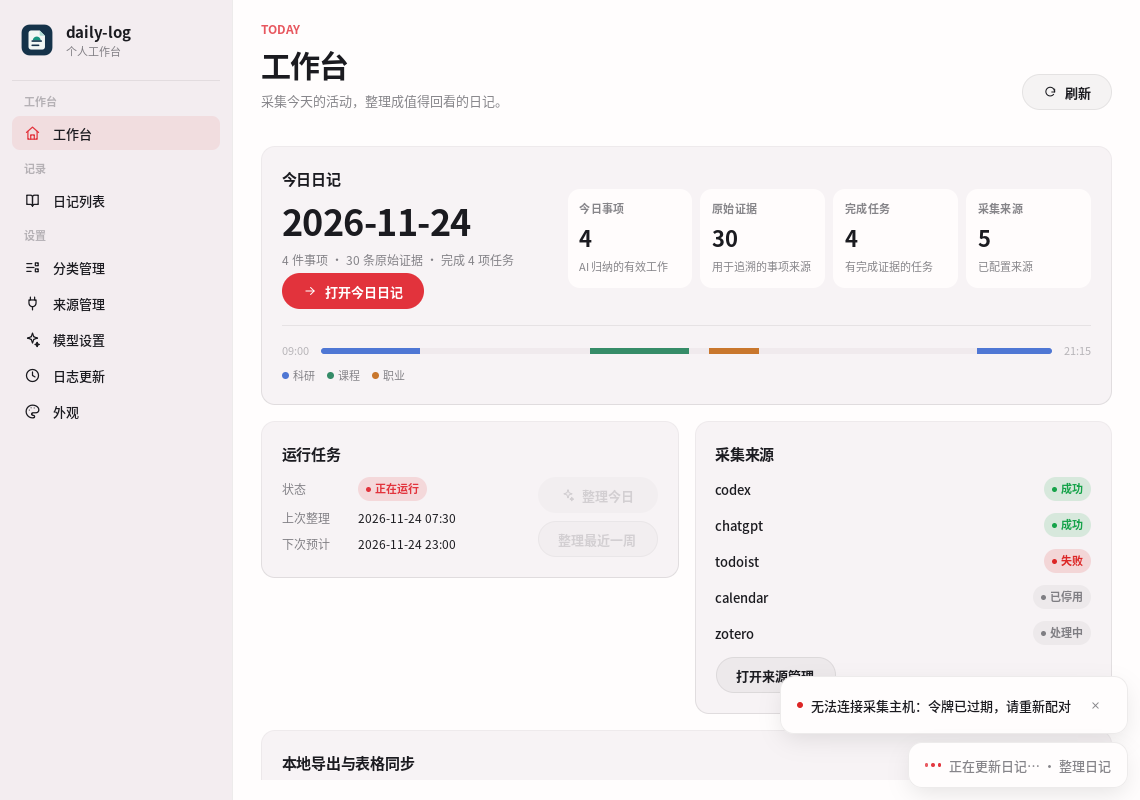 daily-log
个人工作台
工作台
工作台
记录
日记列表
设置
分类管理
来源管理
模型设置
日志更新
外观
TODAY
工作台
采集今天的活动，整理成值得回看的日记。
刷新
今日日记
2026-11-24
4 件事项 · 30 条原始证据 · 完成 4 项任务
打开今日日记
今日事项
4
AI 归纳的有效工作
原始证据
30
用于追溯的事项来源
完成任务
4
有完成证据的任务
采集来源
5
已配置来源
09:00
21:15
科研
课程
职业
运行任务
状态
正在运行
上次整理
2026-11-24 07:30
下次预计
2026-11-24 23:00
整理今日
整理最近一周
采集来源
codex
成功
chatgpt
成功
todoist
失败
calendar
已停用
zotero
处理中
打开来源管理
无法连接采集主机：令牌已过期，请重新配对
×
正在更新日记… · 整理日记
本地导出与表格同步